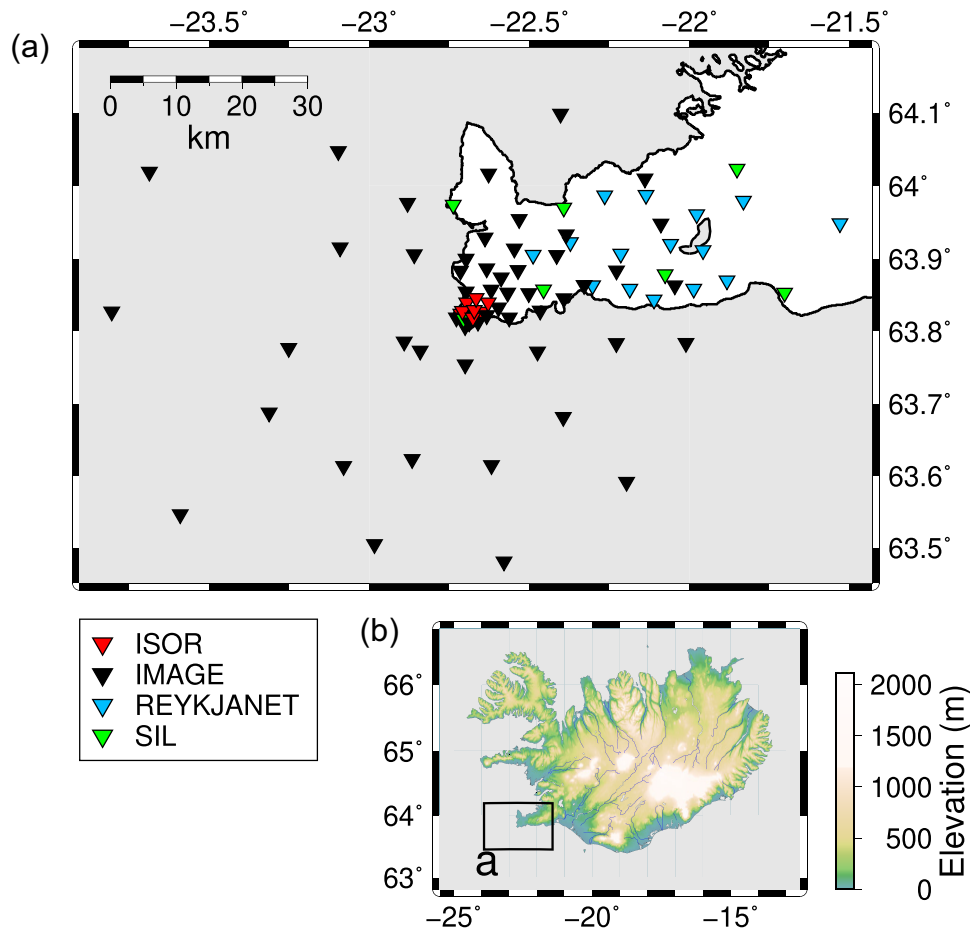 (a)
−23.5˚ −23˚ −22.5˚ −22˚ −21.5˚
0 10 20 30
km
64.1˚
64˚
63.9˚
63.8˚
63.7˚
63.6˚
63.5˚
ISOR
IMAGE
REYKJANET
SIL
(b)
66˚
65˚
64˚
63˚
a
−25˚ −20˚ −15˚
2000
1500
1000
500
0
Elevation (m)